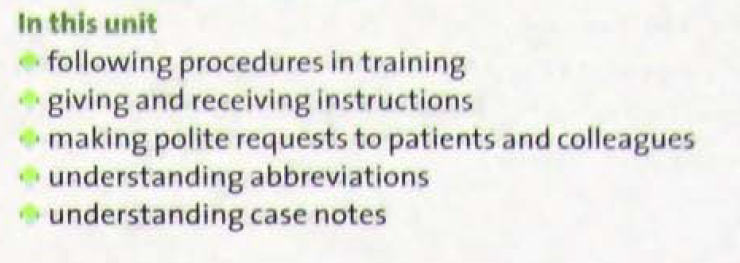 In this unit
following procedures in training
giving and receiving instructions
making polite requests to patients and colleagues
understanding abbreviations
understanding case notes